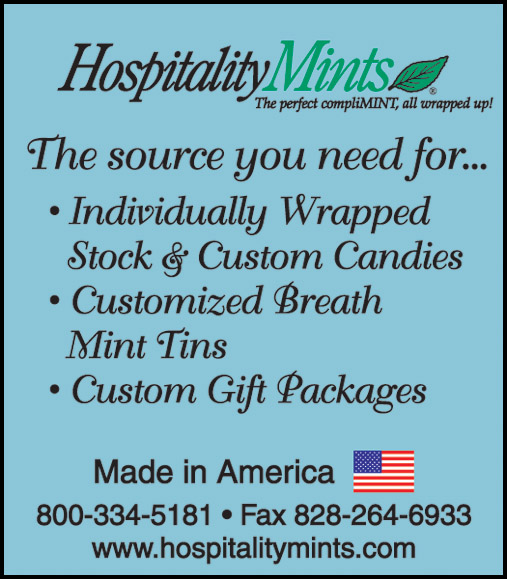 HospitalityMints®
The perfect compliMINT, all wrapped up!
The source you need for...
• Individually Wrapped
Stock & Custom Candies
• Customized Breath
Mint Tins
• Custom Gift Packages
Made in America
800-334-5181 • Fax 828-264-6933
www.hospitalitymints.com